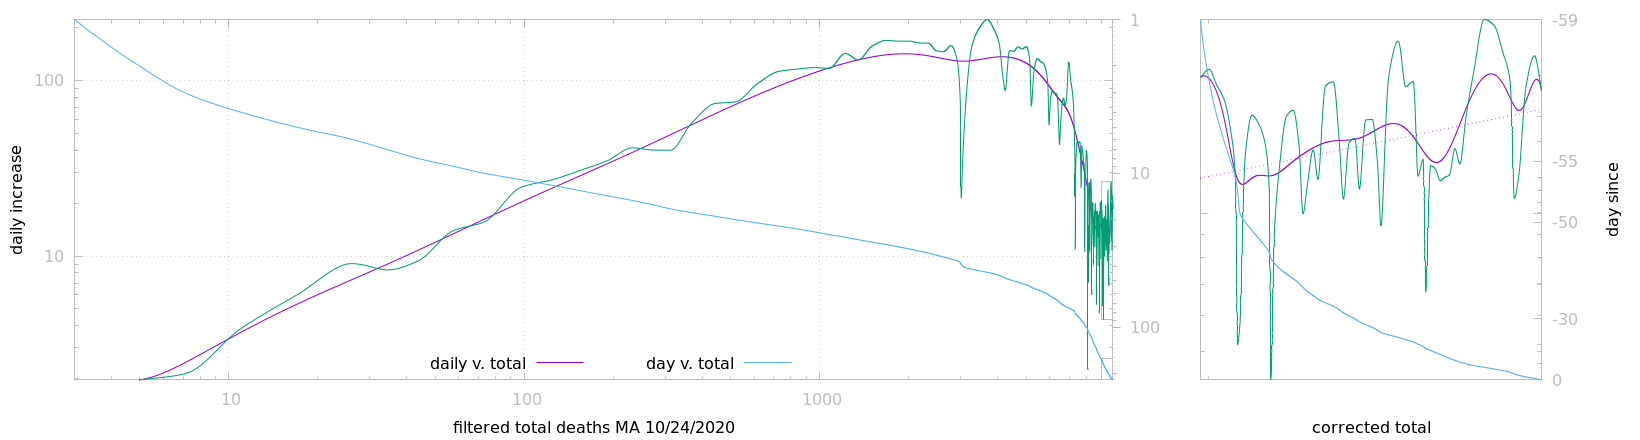 daily increase
100
10
10
100
1000
filtered total deaths MA 10/24/2020
daily v. total
day v. total
1
10
100
corrected total
-59
-55
-50
-30
0
day since